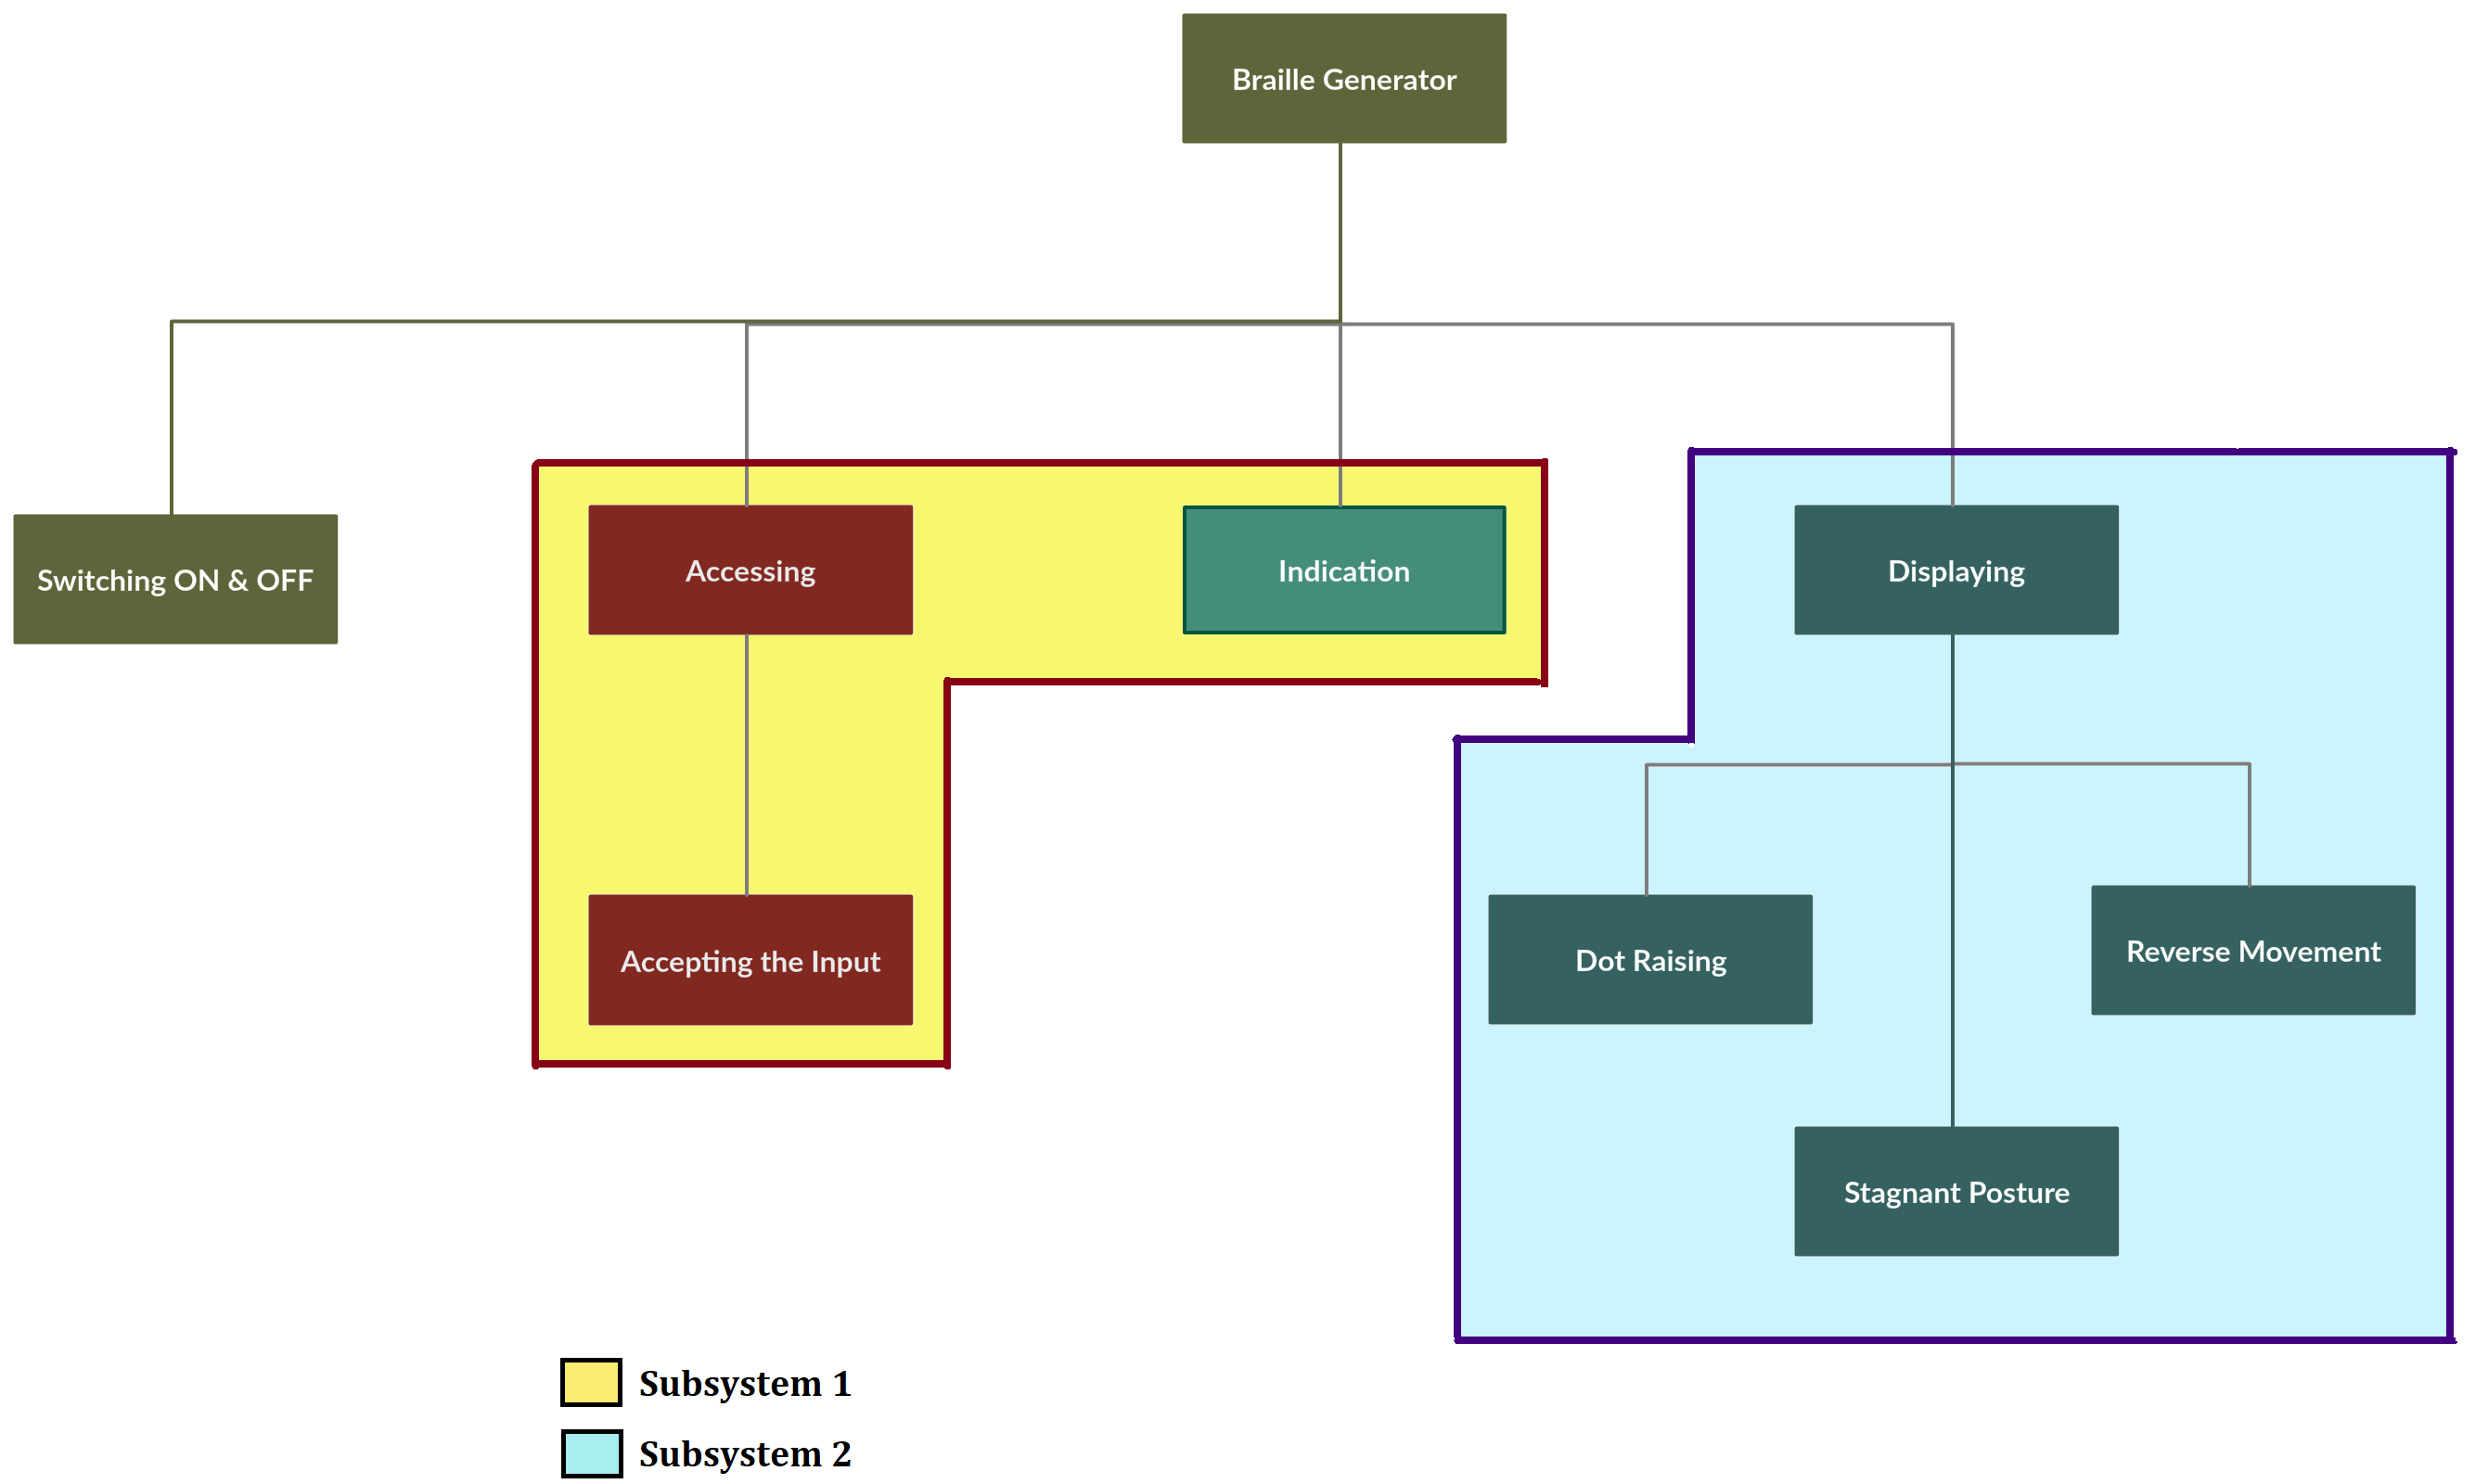 Braille Generator
Switching ON & OFF
Accessing
Indication
Displaying
Accepting the Input
Dot Raising
Reverse Movement
Stagnant Posture
Subsystem 1
Subsystem 2